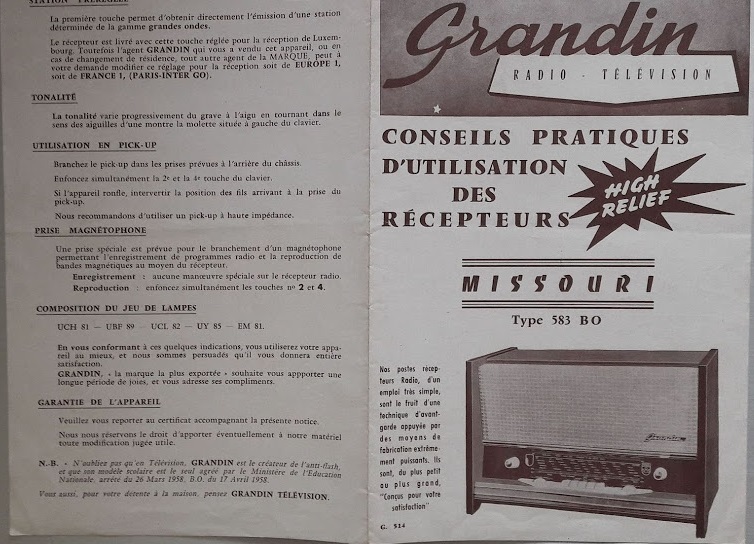 STATION PRÉRÉGLÉE
La première touche permet d'obtenir directement l'émission d'une station
déterminée de la gamme grandes ondes.
Le récepteur est livré avec cette touche réglée pour la réception de Luxem-
bourg. Toutefois l'agent GRANDIN qui vous a vendu cet appareil, ou en
cas de changement de résidence, tout autre agent de la MARQUE, peut à
votre demande modifier ce réglage pour la réception soit de EUROPE 1,
soit de FRANCE 1, (PARIS-INTER GO).
TONALITÉ
La tonalité varie progressivement du grave à l'aigu en tournant dans le
sens des aiguilles d'une montre la molette située à gauche du clavier.
UTILISATION EN PICK-UP
Branchez le pick-up dans les prises prévues à l'arrière du châssis.
Enfoncez simultanément la 2e et la 4e touche du clavier.
Si l'appareil ronfle, intervertir la position des fils arrivant à la prise du
pick-up.
Nous recommandons d'utiliser un pick-up à haute impédance.
PRISE MAGNÉTOPHONE
Une prise spéciale est prévue pour le branchement d'un magnétophone
permettant l'enregistrement de programmes radio et la reproduction de
bandes magnétiques au moyen du récepteur.
Enregistrement : aucune manœuvre spéciale sur le récepteur radio.
Reproduction : enfoncez simultanément les touches n° 2 et 4.
COMPOSITION DU JEU DE LAMPES
UCH 81 — UBF 89 — UCL 82 — UY 85 — EM 81.
En vous conformant à ces quelques indications, vous utiliserez votre appa-
reil au mieux, et nous sommes persuadés qu'il vous donnera entière
satisfaction.
GRANDIN, « la marque la plus exportée » souhaite vous appporter une
longue période de joies, et vous adresse ses compliments.
GARANTIE DE L'APPAREIL
Veuillez vous reporter au certificat accompagnant la présente notice.
Nous nous réservons le droit d'apporter éventuellement à notre matériel
toute modification jugée utile.
N.-B. - N'oubliez pas qu'en Télévision, GRANDIN est le créateur de l'anti-flash,
et que son modèle scolaire est le seul agréé par le Ministère de l'Education
Nationale, arrêté du 26 Mars 1958, B.O. du 17 Avril 1958.
Vous aussi, pour votre détente à la maison, pensez GRANDIN TÉLÉVISION.
Grandin
RADIO - TÉLÉVISION
CONSEILS PRATIQUES
D'UTILISATION
DES
RÉCEPTEURS
HIGH
RELIEF
MISSOURI
Type 583 BO
Nos postes récep-
teurs Radio, d'un
emploi très simple,
sont le fruit d'une
technique d'avant-
garde appuyée par
des moyens de
fabrication extrême-
ment puissants. Ils
sont, du plus petit
au plus grand,
"Conçus pour votre
satisfaction"
G. 514
Grandin